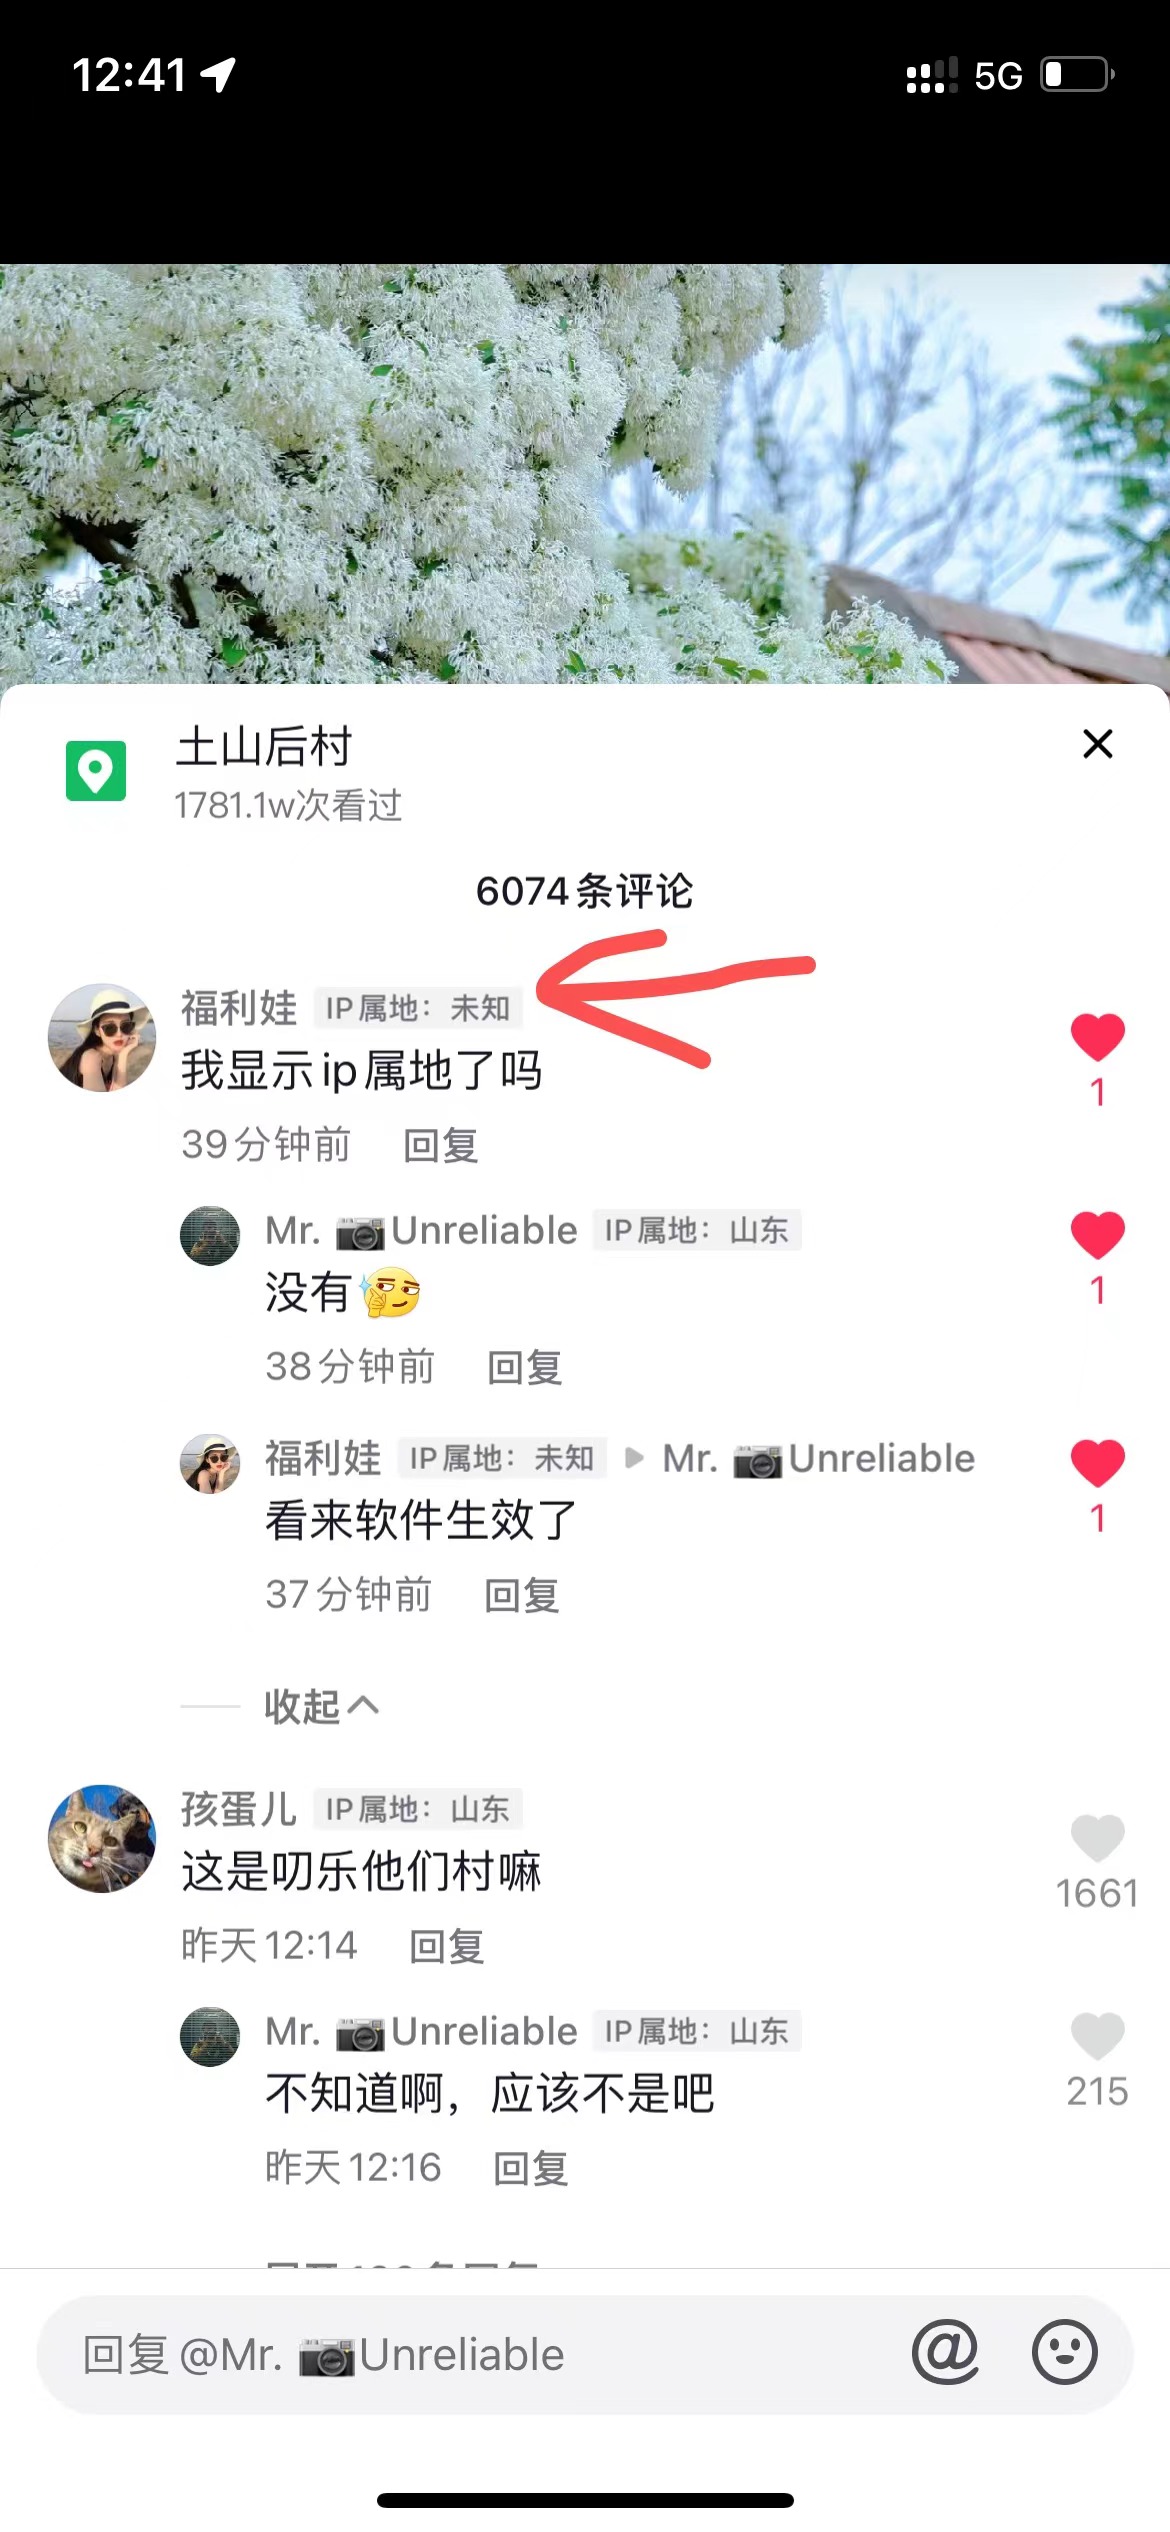 12:41
5G
土山后村
1781.1w次看过
6074条评论
福利娃 IP属地：未知
我显示ip属地了吗
1
39分钟前 回复
Mr. 📷Unreliable IP属地：山东
没有
1
38分钟前 回复
福利娃 IP属地：未知 ▶ Mr. 📷Unreliable
看来软件生效了
1
37分钟前 回复
收起
孩蛋儿 IP属地：山东
这是叨乐他们村嘛
1661
昨天12:14 回复
Mr. 📷Unreliable IP属地：山东
不知道啊，应该不是吧
215
昨天12:16 回复
回复 @Mr. 📷Unreliable